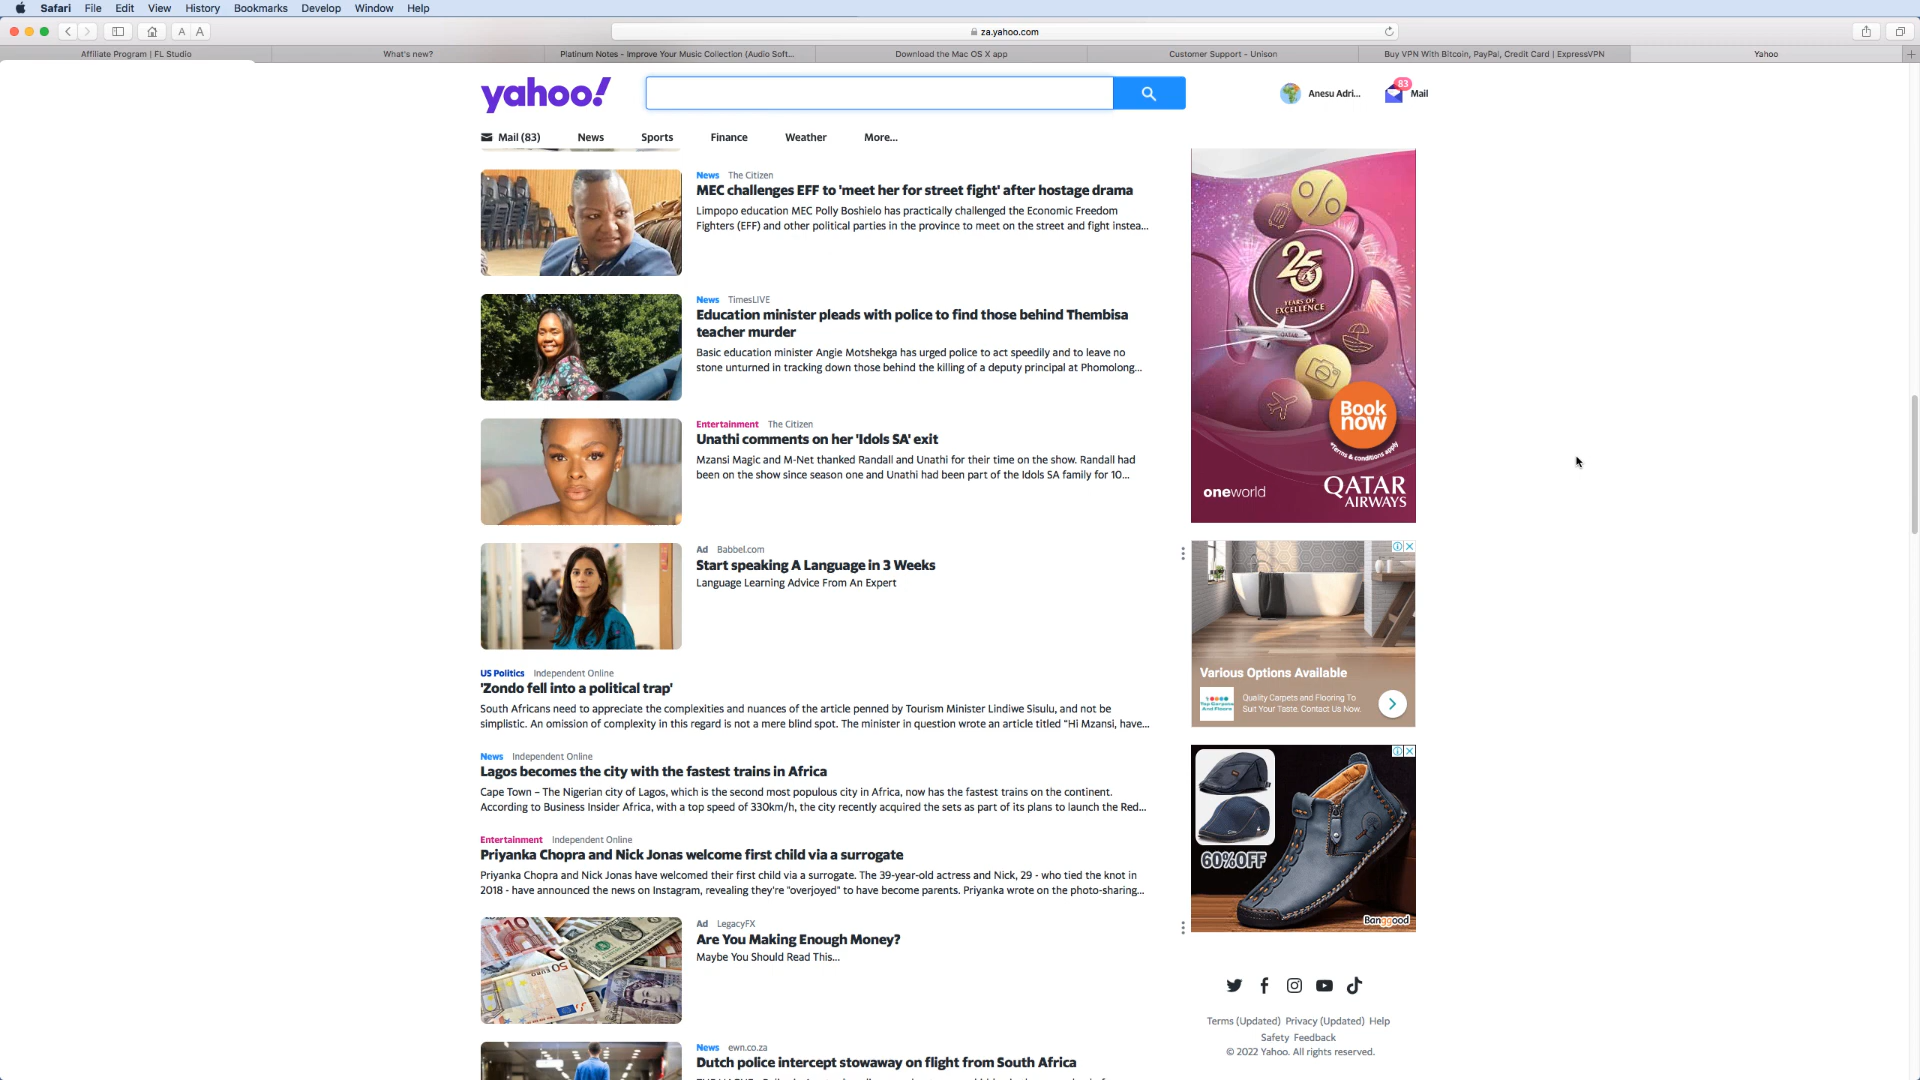 Safari File Edit View History Bookmarks Develop Window Help
A A
za.yahoo.com
Affiliate Program | FL Studio
What's new?
Platinum Notes - Improve Your Music Collection (Audio Soft...
Download the Mac OS X app
Customer Support - Unison
Buy VPN With Bitcoin, PayPal, Credit Card | ExpressVPN
Yahoo
yahoo!
Anesu Adri...
83
Mail
Mail (83) News Sports Finance Weather More...
News The Citizen
MEC challenges EFF to 'meet her for street fight' after hostage drama
Limpopo education MEC Polly Boshielo has practically challenged the Economic Freedom
Fighters (EFF) and other political parties in the province to meet on the street and fight instea...
News TimesLIVE
Education minister pleads with police to find those behind Thembisa
teacher murder
Basic education minister Angie Motshekga has urged police to act speedily and to leave no
stone unturned in tracking down those behind the killing of a deputy principal at Phomolong...
Entertainment The Citizen
Unathi comments on her 'Idols SA' exit
Mzansi Magic and M-Net thanked Randall and Unathi for their time on the show. Randall had
been on the show since season one and Unathi had been part of the Idols SA family for 10...
Ad Babbel.com
Start speaking A Language in 3 Weeks
Language Learning Advice From An Expert
US Politics Independent Online
'Zondo fell into a political trap'
South Africans need to appreciate the complexities and nuances of the article penned by Tourism Minister Lindiwe Sisulu, and not be
simplistic. An omission of complexity in this regard is not a mere blind spot. The minister in question wrote an article titled "Hi Mzansi, have...
News Independent Online
Lagos becomes the city with the fastest trains in Africa
Cape Town – The Nigerian city of Lagos, which is the second most populous city in Africa, now has the fastest trains on the continent.
According to Business Insider Africa, with a top speed of 330km/h, the city recently acquired the sets as part of its plans to launch the Red...
Entertainment Independent Online
Priyanka Chopra and Nick Jonas welcome first child via a surrogate
Priyanka Chopra and Nick Jonas have welcomed their first child via a surrogate. The 39-year-old actress and Nick, 29 - who tied the knot in
2018 - have announced the news on Instagram, revealing they're "overjoyed" to have become parents. Priyanka wrote on the photo-sharing...
Ad LegacyFX
Are You Making Enough Money?
Maybe You Should Read This...
News ewn.co.za
Dutch police intercept stowaway on flight from South Africa
%
25
YEARS OF
EXCELLENCE
QATAR
Book
now
*Terms & conditions apply
oneworld
QATAR
AIRWAYS
Various Options Available
Quality Carpets and Flooring To
Suit Your Taste. Contact Us Now.
60%OFF
Banggood
Terms (Updated) Privacy (Updated) Help
Safety Feedback
© 2022 Yahoo. All rights reserved.